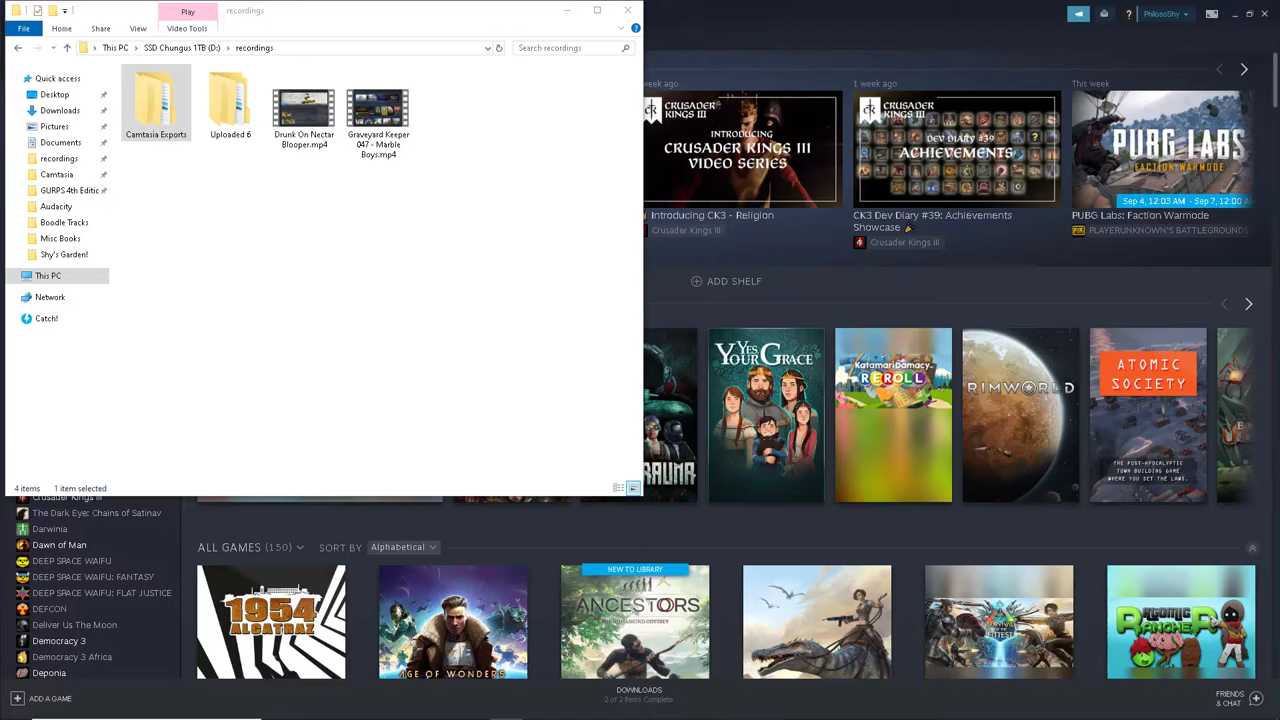 Play
recordings
PhilosoShy
File
Home
Share
View
Video Tools
This PC
SSD Chungus 1TB (D:)
recordings
Search recordings
Quick access
Desktop
Downloads
Pictures
Documents
recordings
Camtasia
GURPS 4th Editic
Audacity
Boodle Tracks
Misc Books
Shy's Garden!
This PC
Network
Catch!
Camtasia Exports
Uploaded 6
Drunk On Nectar
Blooper.mp4
Graveyard Keeper
047 - Marble
Boys.mp4
4 items
1 item selected
week ago
1 week ago
This week
CRUSADER
KINGS III
INTRODUCING
CRUSADER KINGS III
VIDEO SERIES
CRUSADER
KINGS III
DEV DIARY #39:
ACHIEVEMENTS
PUBG LABS
FACTION WARMODE
Sep 4, 12:03 AM - Sep 7, 12:00 A
Introducing CK3 - Religion
Crusader Kings III
CK3 Dev Diary #39: Achievements
Showcase
Crusader Kings III
PUBG Labs: Faction Warmode
PLAYERUNKNOWN'S BATTLEGROUNDS
ADD SHELF
YES,
YOUR GRACE
KATAMARI DAMACY
REROLL
RIMWORLD
ATOMIC
SOCIETY
THE POST-APOCALYPTIC
TOWN BUILDING GAME
WHERE YOU SET THE LAWS.
Crusader Kings III
The Dark Eye: Chains of Satinav
Darwinia
Dawn of Man
DEEP SPACE WAIFU
DEEP SPACE WAIFU: FANTASY
DEEP SPACE WAIFU: FLAT JUSTICE
DEFCON
Deliver Us The Moon
Democracy 3
Democracy 3 Africa
Deponia
ALL GAMES (150)
SORT BY
Alphabetical
1954
ALCATRAZ
AGE OF WONDERS
NEW TO LIBRARY
ANCESTORS
THE HUMANKIND ODYSSEY
FITTEST
ATOMIC
RANCHER
ADD A GAME
DOWNLOADS
2 of 2 Items Complete
FRIENDS
& CHAT